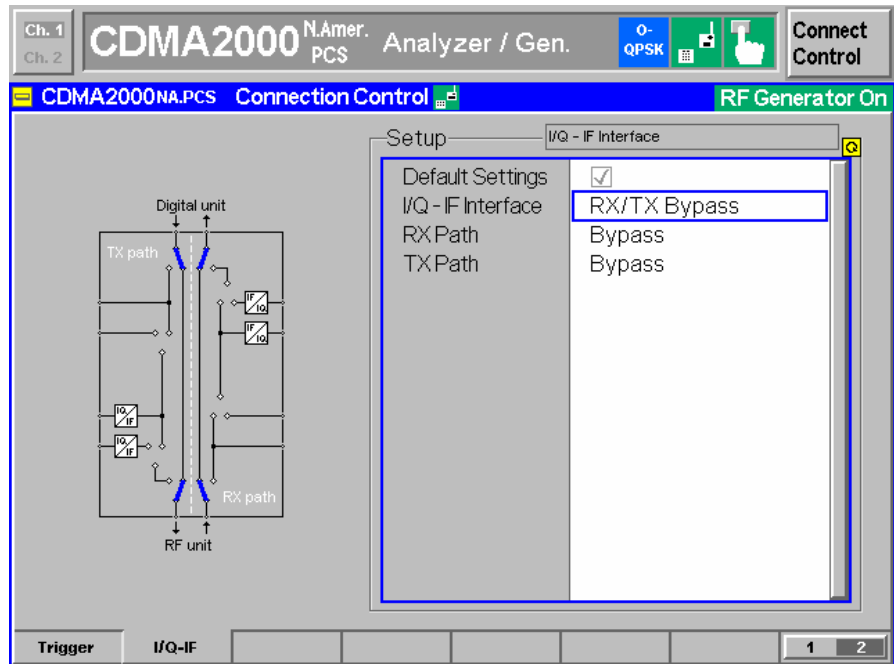 Ch. 1
Ch. 2
CDMA2000 N.Amer. PCS Analyzer / Gen.
O-QPSK
Connect Control
CDMA2000NA.PCS Connection Control
RF Generator On
Setup
I/Q - IF Interface
Default Settings
I/Q - IF Interface RX/TX Bypass
RX Path Bypass
TX Path Bypass
Digital unit
TX path
IF IQ
IF IQ
IQ IF
IQ IF
RX path
RF unit
Trigger I/Q-IF 1 2